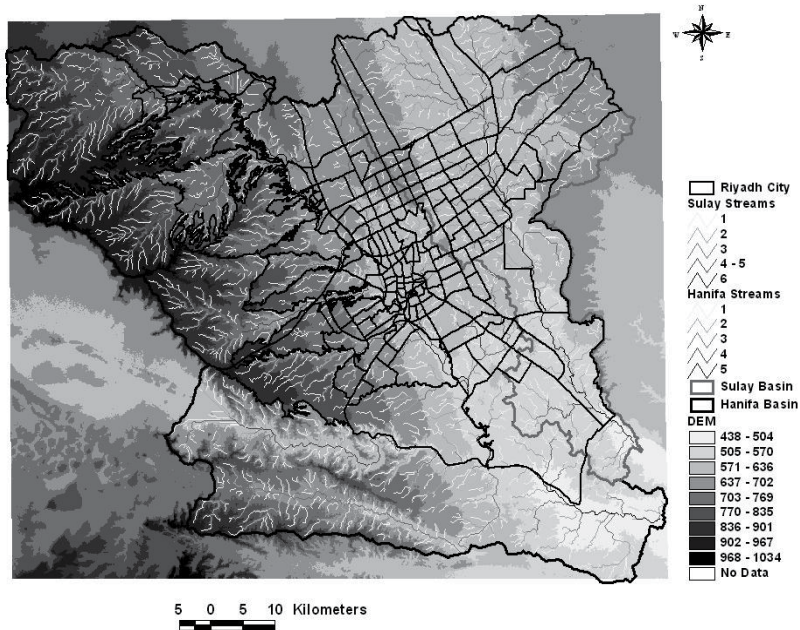 N
W E
S
Riyadh City
Sulay Streams
1
2
3
4 - 5
6
Hanifa Streams
1
2
3
4
5
Sulay Basin
Hanifa Basin
DEM
438 - 504
505 - 570
571 - 636
637 - 702
703 - 769
770 - 835
836 - 901
902 - 967
968 - 1034
No Data
5 0 5 10 Kilometers